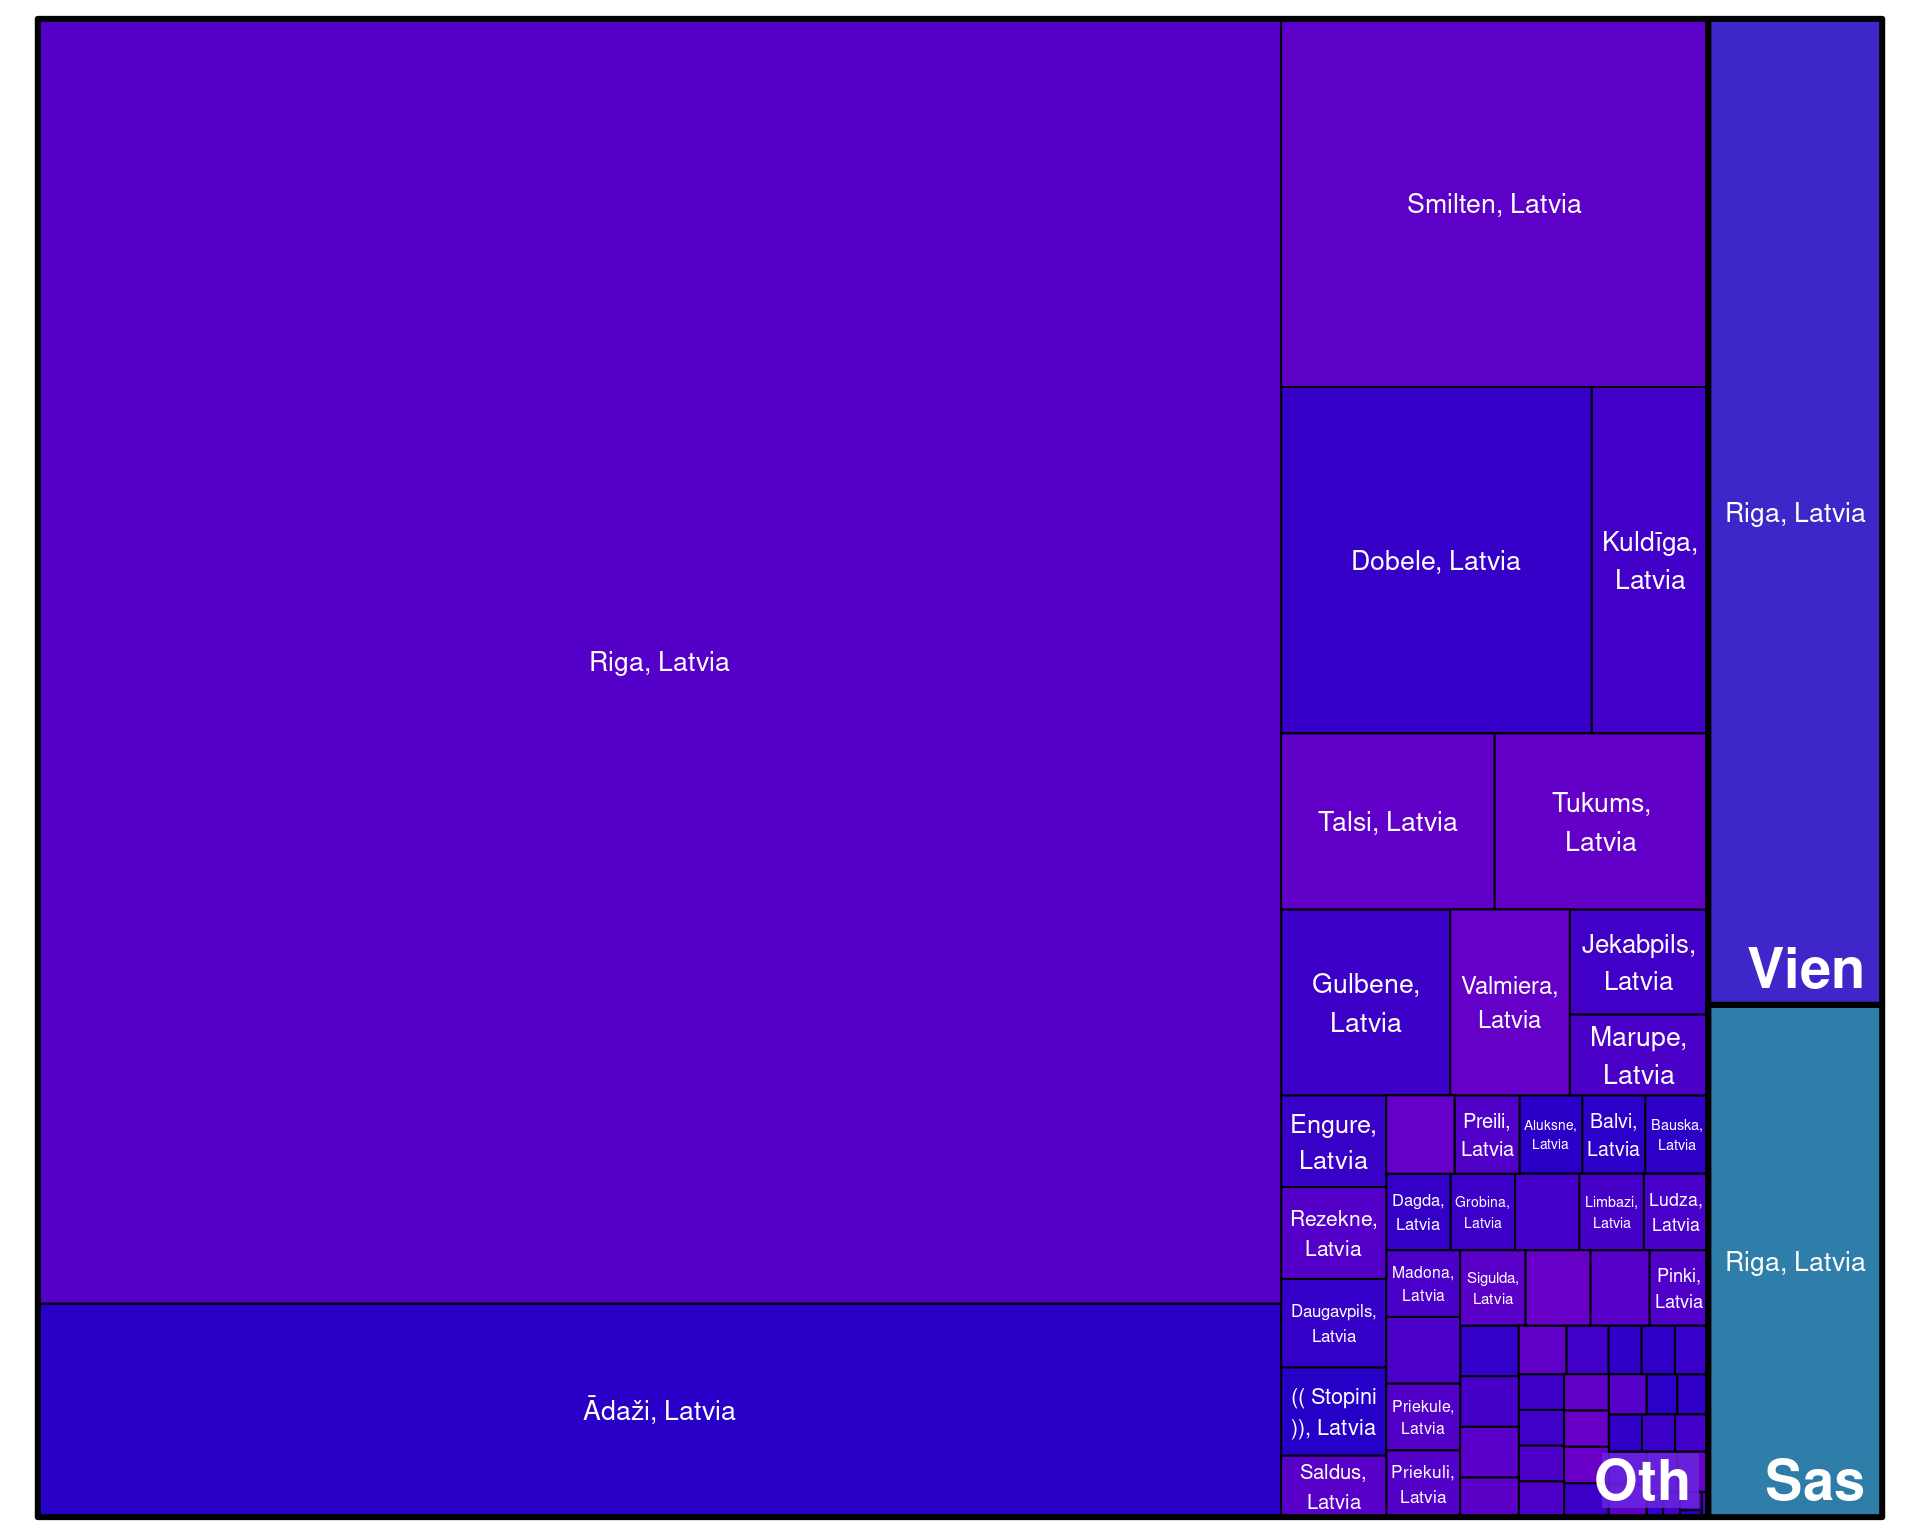 Smilten, Latvia
Dobele, Latvia
Kuldīga,
Latvia
Riga, Latvia
Riga, Latvia
Talsi, Latvia
Tukums,
Latvia
Gulbene,
Latvia
Valmiera,
Latvia
Jekabpils,
Latvia
Marupe,
Latvia
Vien
Engure,
Latvia
Preili,
Latvia
Aluksne,
Latvia
Balvi,
Latvia
Bauska,
Latvia
Rezekne,
Latvia
Dagda,
Latvia
Grobina,
Latvia
Limbazi,
Latvia
Ludza,
Latvia
Riga, Latvia
Daugavpils,
Latvia
Madona,
Latvia
Sigulda,
Latvia
Pinki,
Latvia
Ādaži, Latvia
(( Stopini
)), Latvia
Priekule,
Latvia
Saldus,
Latvia
Priekuli,
Latvia
Oth
Sas